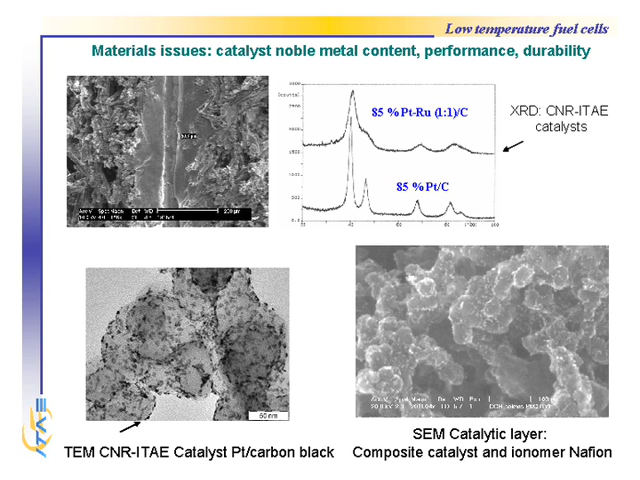 Low temperature fuel cells
Materials issues: catalyst noble metal content, performance, durability
85 %Pt-Ru (1:1)/C
XRD: CNR-ITAE
catalysts
85 %Pt/C
50 nm
TEM CNR-ITAE Catalyst Pt/carbon black
SEM Catalytic layer:
Composite catalyst and ionomer Nafion
ITAE